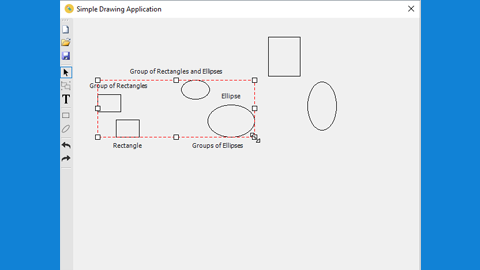 Simple Drawing Application
Group of Rectangles and Ellipses
Group of Rectangles
Ellipse
T
Rectangle
Groups of Ellipses